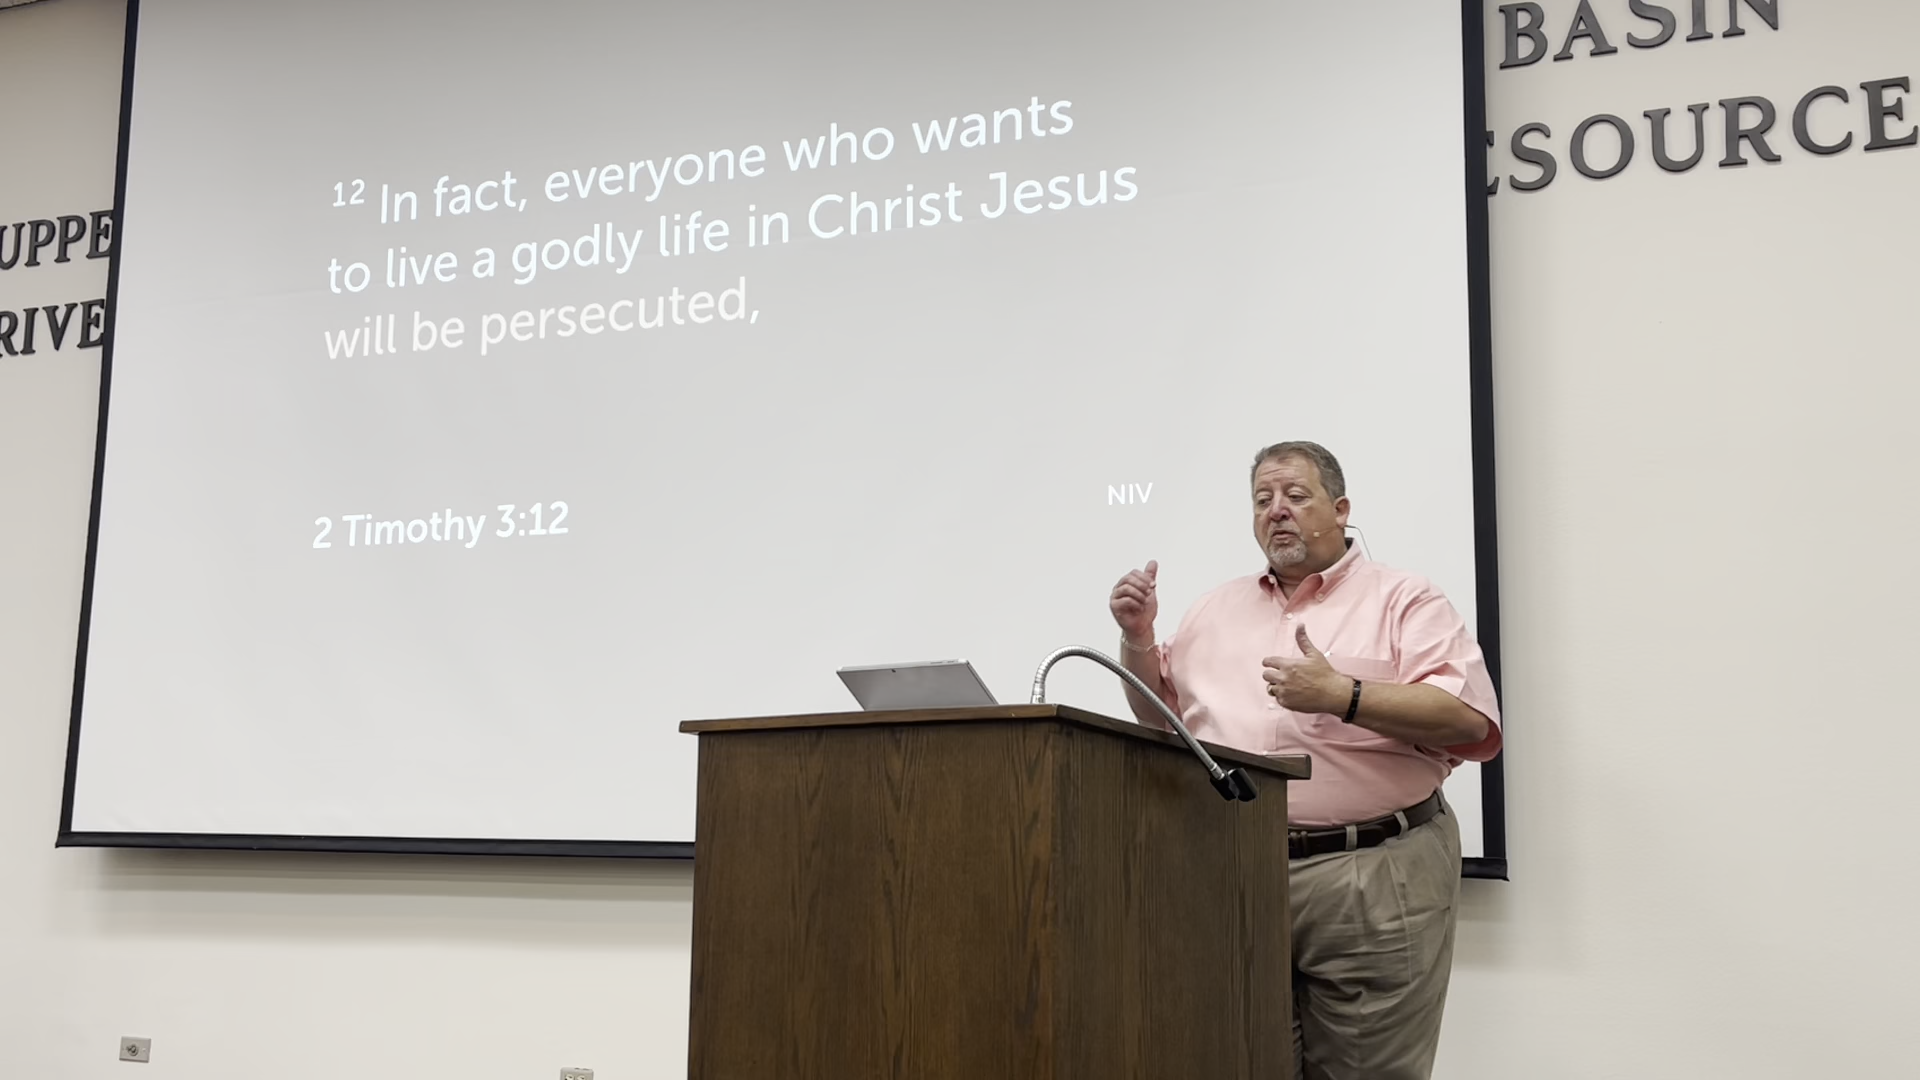 BASIN
ESOURCE
UPPE
RIVE
12 In fact, everyone who wants
to live a godly life in Christ Jesus
will be persecuted,
2 Timothy 3:12
NIV